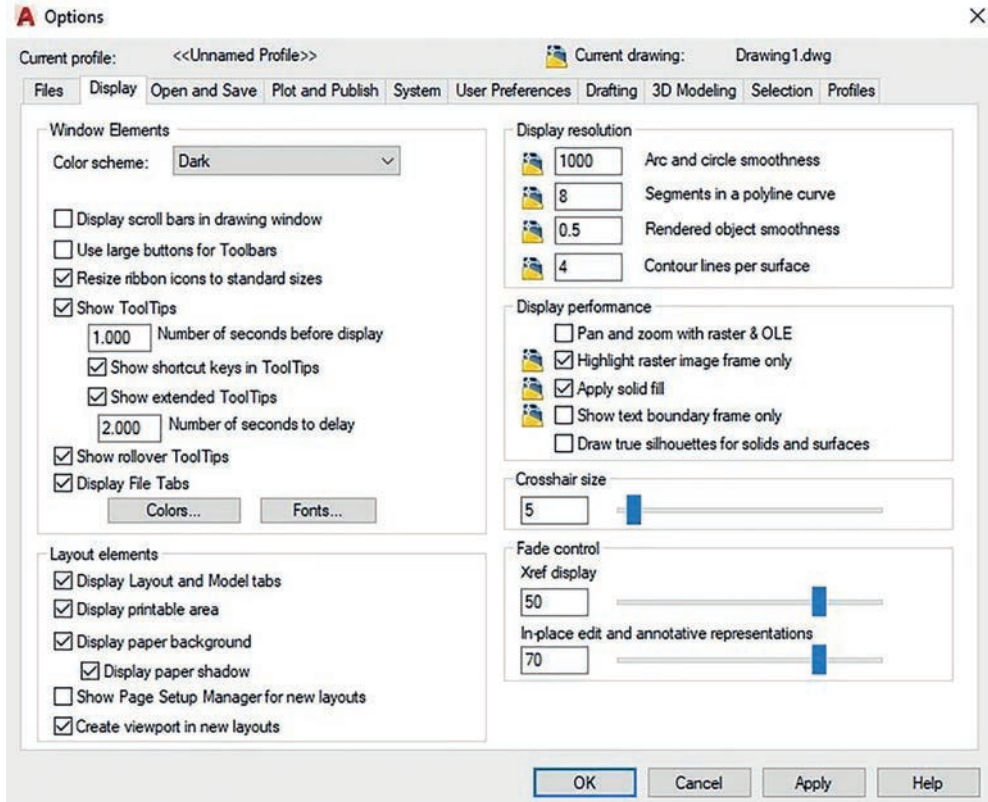 Options
Current profile: <<Unnamed Profile>> Current drawing: Drawing1.dwg
Files Display Open and Save Plot and Publish System User Preferences Drafting 3D Modeling Selection Profiles
Window Elements
Color scheme: Dark
Display scroll bars in drawing window
Use large buttons for Toolbars
Resize ribbon icons to standard sizes
Show ToolTips
1.000 Number of seconds before display
Show shortcut keys in ToolTips
Show extended ToolTips
2.000 Number of seconds to delay
Show rollover ToolTips
Display File Tabs
Colors... Fonts...
Layout elements
Display Layout and Model tabs
Display printable area
Display paper background
Display paper shadow
Show Page Setup Manager for new layouts
Create viewport in new layouts
Display resolution
1000 Arc and circle smoothness
8 Segments in a polyline curve
0.5 Rendered object smoothness
4 Contour lines per surface
Display performance
Pan and zoom with raster & OLE
Highlight raster image frame only
Apply solid fill
Show text boundary frame only
Draw true silhouettes for solids and surfaces
Crosshair size
5
Fade control
Xref display
50
In-place edit and annotative representations
70
OK Cancel Apply Help